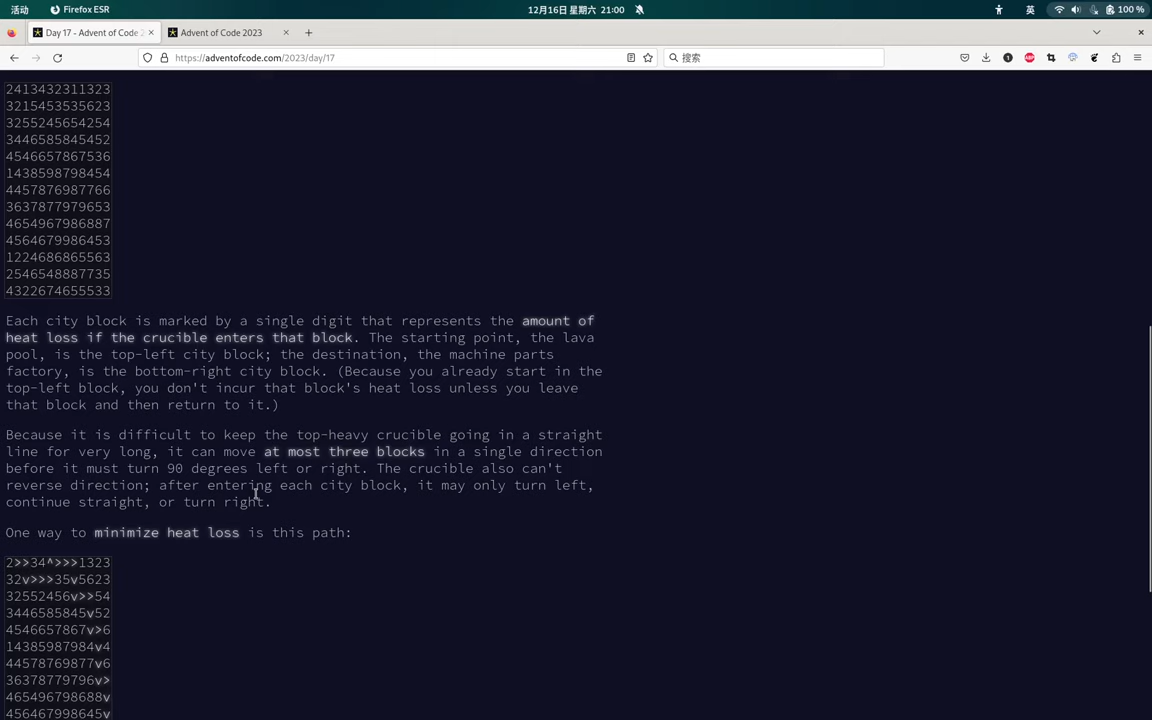 活动
Firefox ESR
12月16日 星期六 21:00
英
100 %
Day 17 - Advent of Code 2
Advent of Code 2023
https://adventofcode.com/2023/day/17
搜索
2413432311323
3215453535623
3255245654254
3446585845452
4546657867536
1438598798454
4457876987766
3637877979653
4654967986887
4564679986453
1224686865563
2546548887735
4322674655533
Each city block is marked by a single digit that represents the amount of
heat loss if the crucible enters that block. The starting point, the lava
pool, is the top-left city block; the destination, the machine parts
factory, is the bottom-right city block. (Because you already start in the
top-left block, you don't incur that block's heat loss unless you leave
that block and then return to it.)
Because it is difficult to keep the top-heavy crucible going in a straight
line for very long, it can move at most three blocks in a single direction
before it must turn 90 degrees left or right. The crucible also can't
reverse direction; after entering each city block, it may only turn left,
continue straight, or turn right.
One way to minimize heat loss is this path:
2>>34^>>>1323
32v>>>35v5623
32552456v>>54
3446585845v52
4546657867v>6
14385987984v4
44578769877v6
36378779796v>
465496798688v
456467998645v